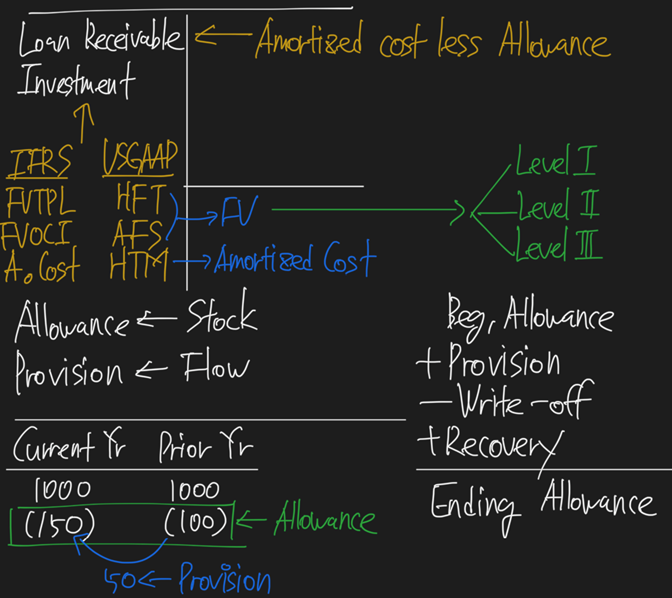 Loan Receivable ← Amortized cost less Allowance
Investment
IFRS USGAAP
FVTPL HFT
FVOCI AFS → FV → Level I
Level II
Level III
A.Cost HTM → Amortized Cost
Allowance ← Stock
Provision ← Flow
Beg, Allowance
+ Provision
- Write-off
+ Recovery
Ending Allowance
Current Yr Prior Yr
1000 1000
(150) (100) ← Allowance
50 ← Provision